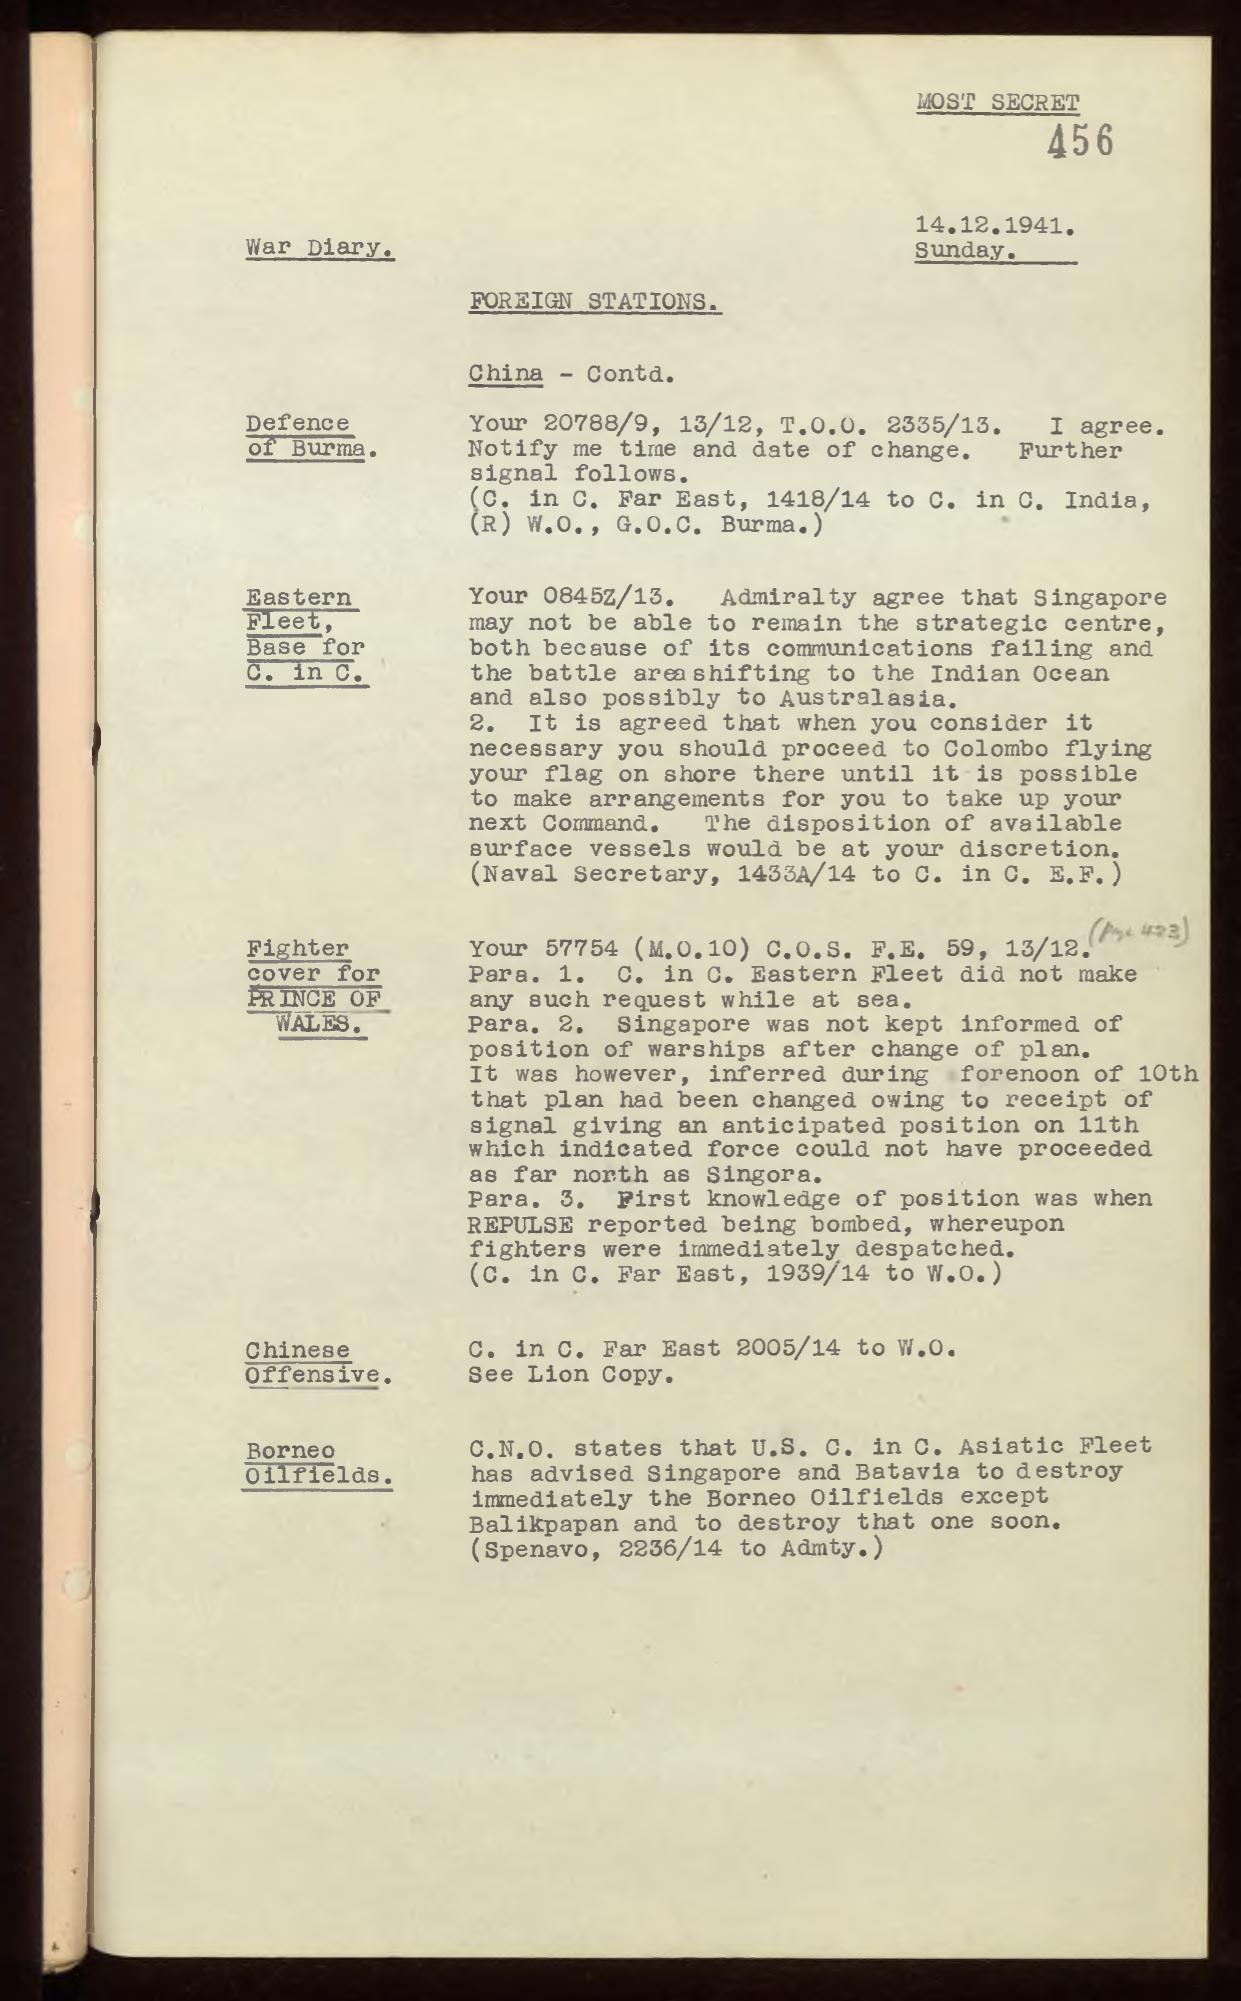 MOST SECRET
456
14.12.1941.
War Diary.
Sunday.
FOREIGN STATIONS.
China - Contd.
Defence
of Burma.
Your 20788/9, 13/12, T.O.O. 2335/13. I agree.
Notify me time and date of change. Further
signal follows.
(C. in C. Far East, 1418/14 to C. in C. India,
(R) W.O., G.O.C. Burma.)
Eastern
Fleet,
Base for
C. in C.
Your 0845Z/13. Admiralty agree that Singapore
may not be able to remain the strategic centre,
both because of its communications failing and
the battle area shifting to the Indian Ocean
and also possibly to Australasia.
2. It is agreed that when you consider it
necessary you should proceed to Colombo flying
your flag on shore there until it is possible
to make arrangements for you to take up your
next Command. The disposition of available
surface vessels would be at your discretion.
(Naval Secretary, 1433A/14 to C. in C. E.F.)
Fighter
cover for
PRINCE OF
WALES.
Your 57754 (M.O.10) C.O.S. F.E. 59, 13/12. (Page 423)
Para. 1. C. in C. Eastern Fleet did not make
any such request while at sea.
Para. 2. Singapore was not kept informed of
position of warships after change of plan.
It was however, inferred during forenoon of 10th
that plan had been changed owing to receipt of
signal giving an anticipated position on 11th
which indicated force could not have proceeded
as far north as Singora.
Para. 3. First knowledge of position was when
REPULSE reported being bombed, whereupon
fighters were immediately despatched.
(C. in C. Far East, 1939/14 to W.O.)
Chinese
Offensive.
C. in C. Far East 2005/14 to W.O.
See Lion Copy.
Borneo
Oilfields.
C.N.O. states that U.S. C. in C. Asiatic Fleet
has advised Singapore and Batavia to destroy
immediately the Borneo Oilfields except
Balikpapan and to destroy that one soon.
(Spenavo, 2236/14 to Admty.)